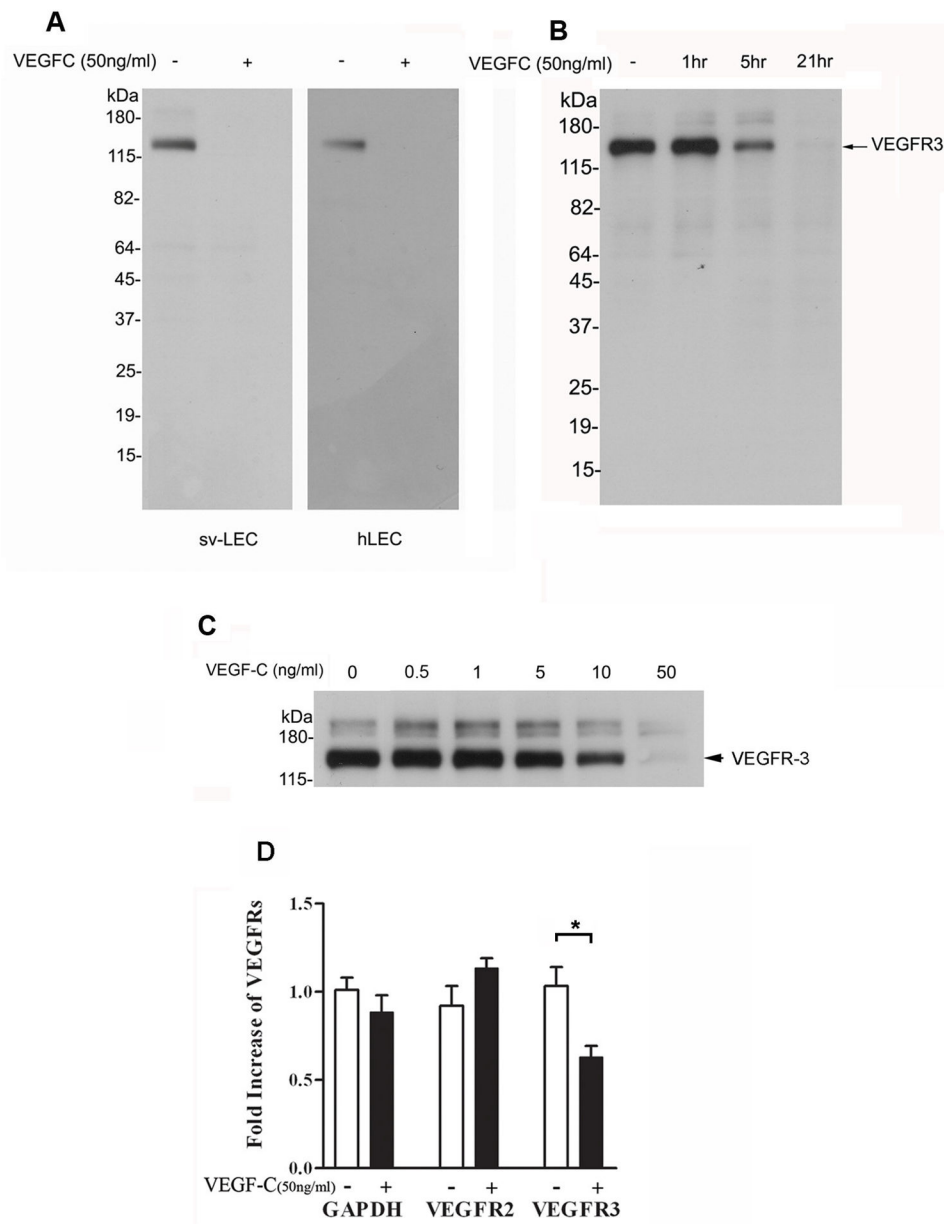 A
VEGFC (50ng/ml) - + - +
kDa
180-
115-
82-
64-
45-
37-
25-
19-
15-
sv-LEC hLEC
B
VEGFC (50ng/ml) - 1hr 5hr 21hr
kDa
180-
115-
82-
64-
45-
37-
25-
19-
15-
VEGFR3
C
VEGF-C (ng/ml) 0 0.5 1 5 10 50
kDa
180-
115-
VEGFR-3
D
Fold Increase of VEGFRs
1.5
1.0
0.5
0.0
*
VEGF-C(50ng/ml) - + - + - +
GAPDH VEGFR2 VEGFR3